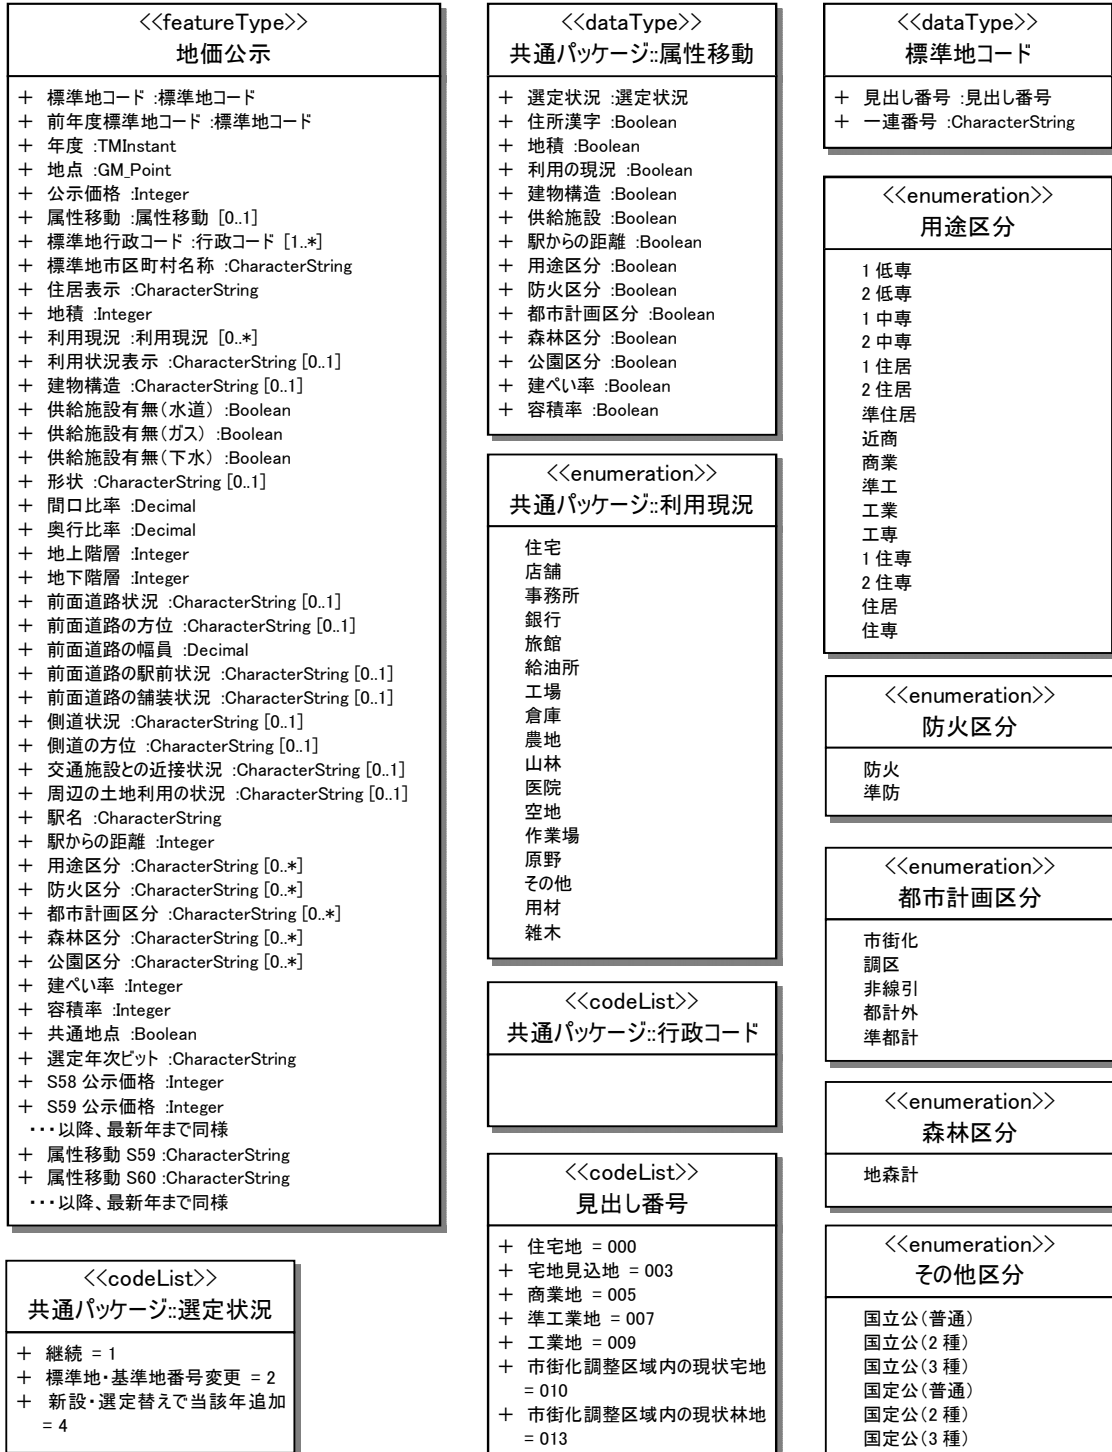 <<featureType>>
地価公示
+ 標準地コード :標準地コード
+ 前年度標準地コード :標準地コード
+ 年度 :TMInstant
+ 地点 :GM_Point
+ 公示価格 :Integer
+ 属性移動 :属性移動 [0..1]
+ 標準地行政コード :行政コード [1..*]
+ 標準地市区町村名称 :CharacterString
+ 住居表示 :CharacterString
+ 地積 :Integer
+ 利用現況 :利用現況 [0..*]
+ 利用状況表示 :CharacterString [0..1]
+ 建物構造 :CharacterString [0..1]
+ 供給施設有無(水道) :Boolean
+ 供給施設有無(ガス) :Boolean
+ 供給施設有無(下水) :Boolean
+ 形状 :CharacterString [0..1]
+ 間口比率 :Decimal
+ 奥行比率 :Decimal
+ 地上階層 :Integer
+ 地下階層 :Integer
+ 前面道路状況 :CharacterString [0..1]
+ 前面道路の方位 :CharacterString [0..1]
+ 前面道路の幅員 :Decimal
+ 前面道路の駅前状況 :CharacterString [0..1]
+ 前面道路の舗装状況 :CharacterString [0..1]
+ 側道状況 :CharacterString [0..1]
+ 側道の方位 :CharacterString [0..1]
+ 交通施設との近接状況 :CharacterString [0..1]
+ 周辺の土地利用の状況 :CharacterString [0..1]
+ 駅名 :CharacterString
+ 駅からの距離 :Integer
+ 用途区分 :CharacterString [0..*]
+ 防火区分 :CharacterString [0..*]
+ 都市計画区分 :CharacterString [0..*]
+ 森林区分 :CharacterString [0..*]
+ 公園区分 :CharacterString [0..*]
+ 建ぺい率 :Integer
+ 容積率 :Integer
+ 共通地点 :Boolean
+ 選定年次ビット :CharacterString
+ S58 公示価格 :Integer
+ S59 公示価格 :Integer
・・・以降、最新年まで同様
+ 属性移動 S59 :CharacterString
+ 属性移動 S60 :CharacterString
・・・以降、最新年まで同様
<<codeList>>
共通パッケージ::選定状況
+ 継続 = 1
+ 標準地・基準地番号変更 = 2
+ 新設・選定替えで当該年追加
= 4
<<dataType>>
共通パッケージ::属性移動
+ 選定状況 :選定状況
+ 住所漢字 :Boolean
+ 地積 :Boolean
+ 利用の現況 :Boolean
+ 建物構造 :Boolean
+ 供給施設 :Boolean
+ 駅からの距離 :Boolean
+ 用途区分 :Boolean
+ 防火区分 :Boolean
+ 都市計画区分 :Boolean
+ 森林区分 :Boolean
+ 公園区分 :Boolean
+ 建ぺい率 :Boolean
+ 容積率 :Boolean
<<enumeration>>
共通パッケージ::利用現況
住宅
店舗
事務所
銀行
旅館
給油所
工場
倉庫
農地
山林
医院
空地
作業場
原野
その他
用材
雑木
<<codeList>>
共通パッケージ::行政コード
<<codeList>>
見出し番号
+ 住宅地 = 000
+ 宅地見込地 = 003
+ 商業地 = 005
+ 準工業地 = 007
+ 工業地 = 009
+ 市街化調整区域内の現状宅地
= 010
+ 市街化調整区域内の現状林地
= 013
<<dataType>>
標準地コード
+ 見出し番号 :見出し番号
+ 一連番号 :CharacterString
<<enumeration>>
用途区分
1 低専
2 低専
1 中専
2 中専
1 住居
2 住居
準住居
近商
商業
準工
工業
工専
1 住専
2 住専
住居
住専
<<enumeration>>
防火区分
防火
準防
<<enumeration>>
都市計画区分
市街化
調区
非線引
都計外
準都計
<<enumeration>>
森林区分
地森計
<<enumeration>>
その他区分
国立公(普通)
国立公(2 種)
国立公(3 種)
国定公(普通)
国定公(2 種)
国定公(3 種)